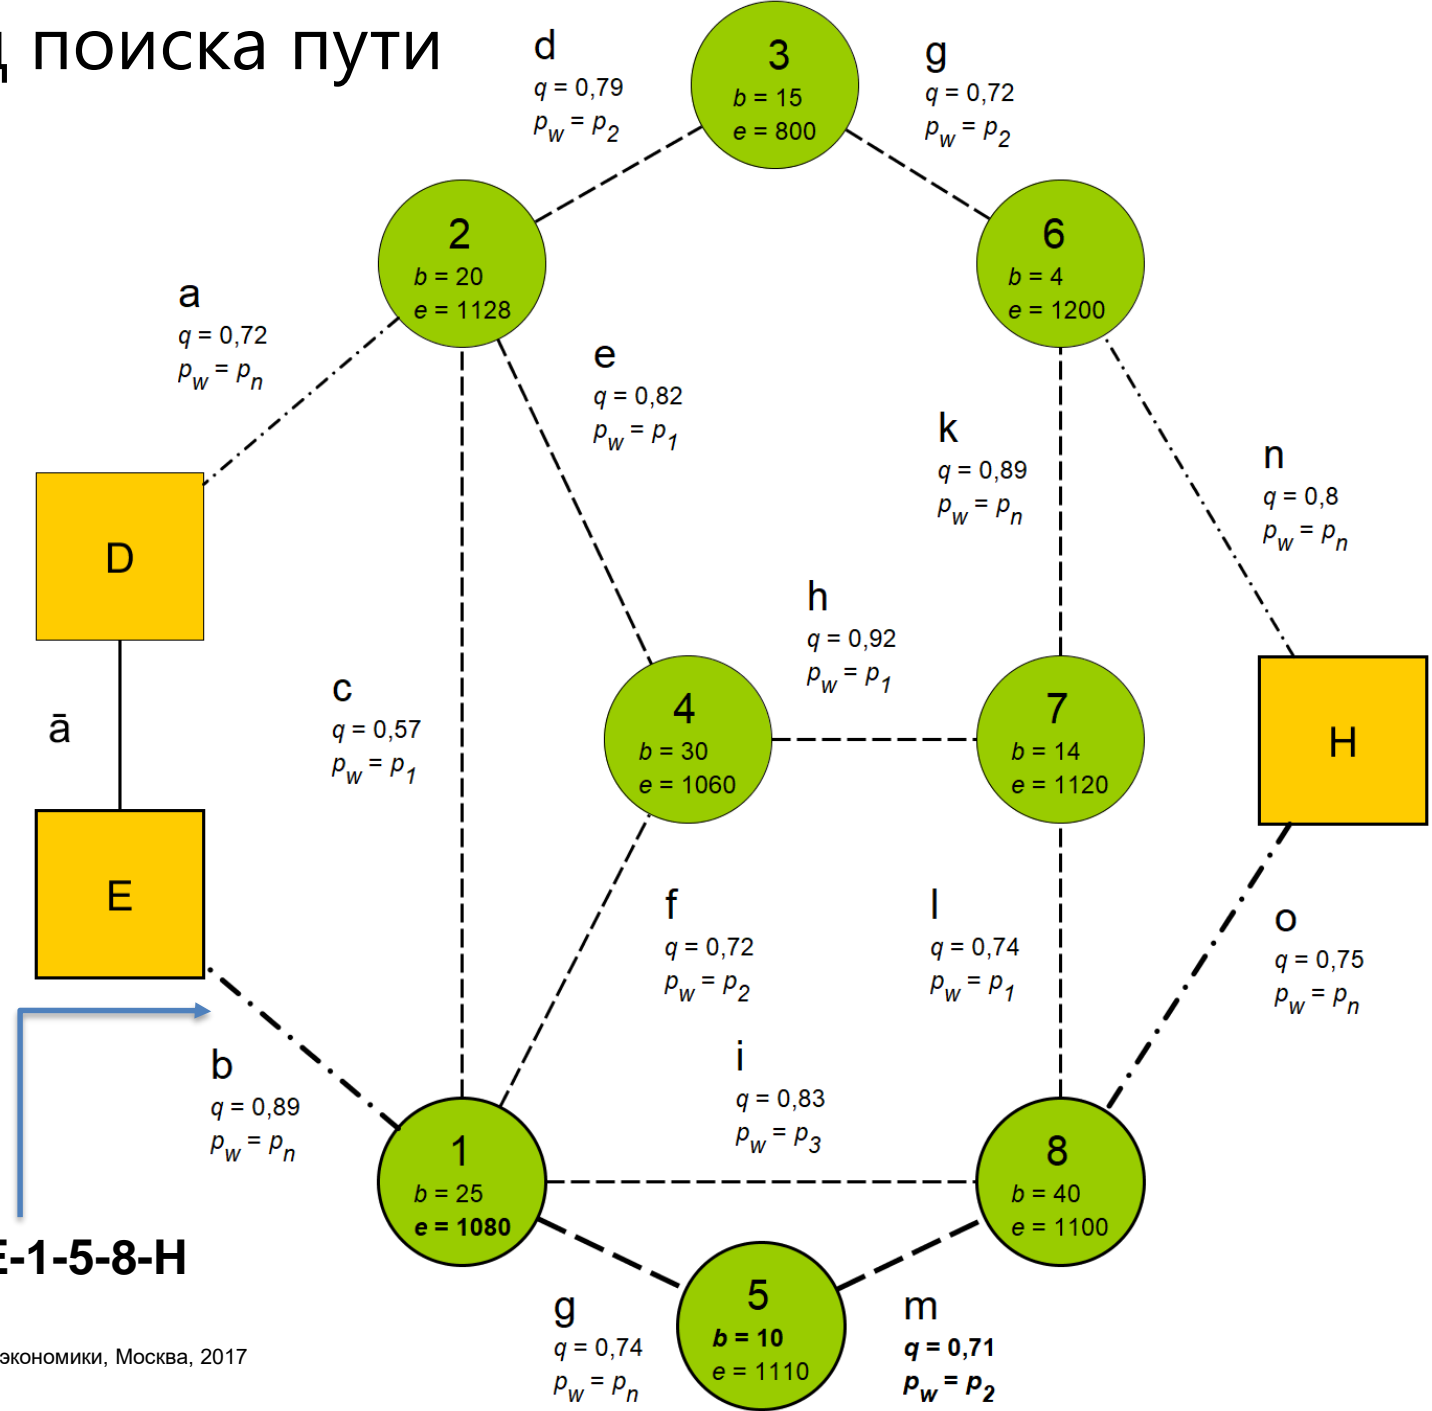 поиска пути
d
q = 0,79
pw = p2
3
b = 15
e = 800
g
q = 0,72
pw = p2
2
b = 20
e = 1128
6
b = 4
e = 1200
a
q = 0,72
pw = pn
e
q = 0,82
pw = p1
k
q = 0,89
pw = pn
n
q = 0,8
pw = pn
D
h
q = 0,92
pw = p1
c
q = 0,57
pw = p1
ā
4
b = 30
e = 1060
7
b = 14
e = 1120
H
E
f
q = 0,72
pw = p2
l
q = 0,74
pw = p1
o
q = 0,75
pw = pn
b
q = 0,89
pw = pn
i
q = 0,83
pw = p3
1
b = 25
e = 1080
8
b = 40
e = 1100
E-1-5-8-H
g
q = 0,74
pw = pn
5
b = 10
e = 1110
m
q = 0,71
pw = p2
экономики, Москва, 2017